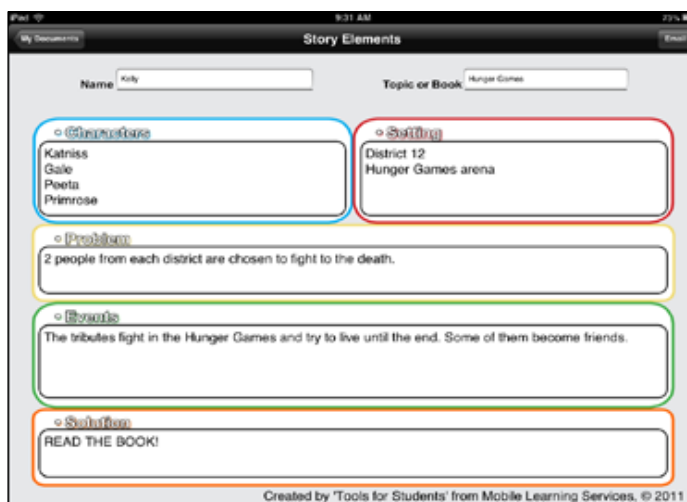 iPad 9:31 AM 73%
My Documents Story Elements Email
Name Kelly Topic or Book Hunger Games
Characters
Katniss
Gale
Peeta
Primrose
Setting
District 12
Hunger Games arena
Problem
2 people from each district are chosen to fight to the death.
Events
The tributes fight in the Hunger Games and try to live until the end. Some of them become friends.
Solution
READ THE BOOK!
Created by 'Tools for Students' from Mobile Learning Services, © 2011